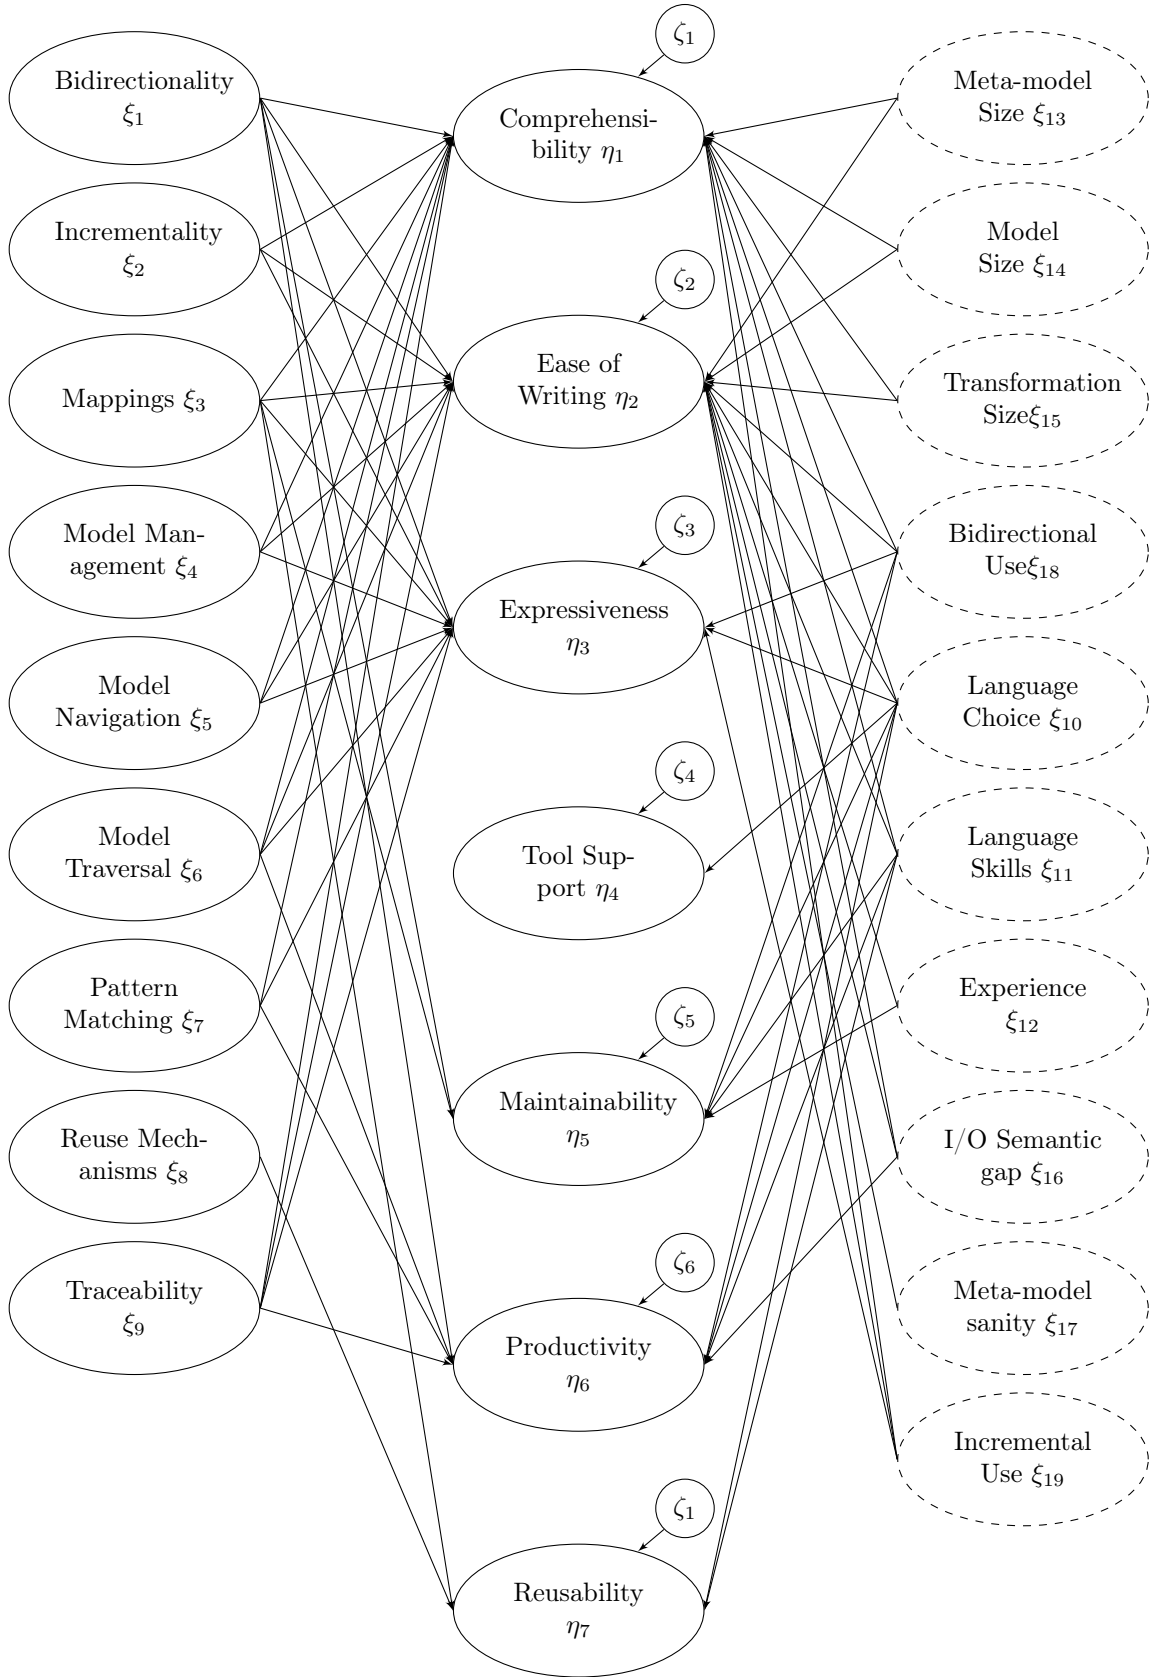 Bidirectionality
ξ₁
Incrementality
ξ₂
Mappings ξ₃
Model Man-
agement ξ₄
Model
Navigation ξ₅
Model
Traversal ξ₆
Pattern
Matching ξ₇
Reuse Mech-
anisms ξ₈
Traceability
ξ₉
ζ₁
Comprehensi-
bility η₁
ζ₂
Ease of
Writing η₂
ζ₃
Expressiveness
η₃
ζ₄
Tool Sup-
port η₄
ζ₅
Maintainability
η₅
ζ₆
Productivity
η₆
ζ₁
Reusability
η₇
Meta-model
Size ξ₁₃
Model
Size ξ₁₄
Transformation
Sizeξ₁₅
Bidirectional
Useξ₁₈
Language
Choice ξ₁₀
Language
Skills ξ₁₁
Experience
ξ₁₂
I/O Semantic
gap ξ₁₆
Meta-model
sanity ξ₁₇
Incremental
Use ξ₁₉